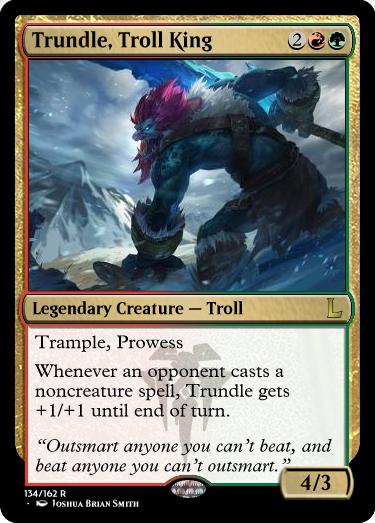 Trundle, Troll King 2
Legendary Creature — Troll L
Trample, Prowess
Whenever an opponent casts a
noncreature spell, Trundle gets
+1/+1 until end of turn.
“Outsmart anyone you can’t beat, and
beat anyone you can’t outsmart.”
4/3
134/162 R
· Joshua Brian Smith